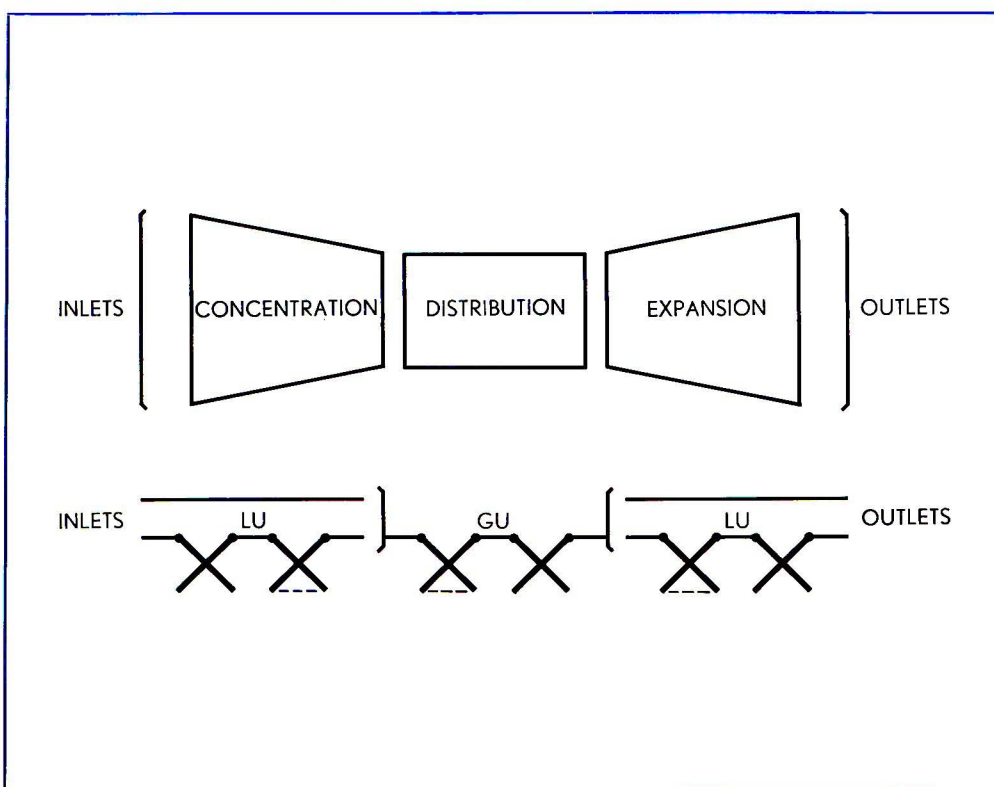 INLETS CONCENTRATION DISTRIBUTION EXPANSION OUTLETS
INLETS LU GU LU OUTLETS